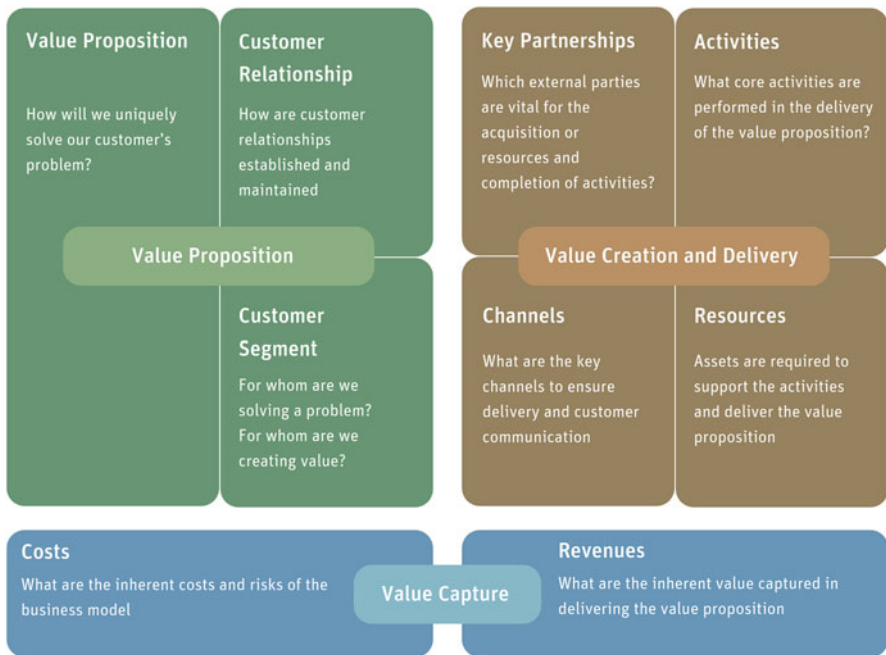 Value Proposition
How will we uniquely
solve our customer's
problem?
Customer
Relationship
How are customer
relationships
established and
maintained
Value Proposition
Customer
Segment
For whom are we
solving a problem?
For whom are we
creating value?
Key Partnerships
Which external parties
are vital for the
acquisition or
resources and
completion of activities?
Activities
What core activities are
performed in the delivery
of the value proposition?
Value Creation and Delivery
Channels
What are the key
channels to ensure
delivery and customer
communication
Resources
Assets are required to
support the activities
and deliver the value
proposition
Costs
What are the inherent costs and risks of the
business model
Value Capture
Revenues
What are the inherent value captured in
delivering the value proposition